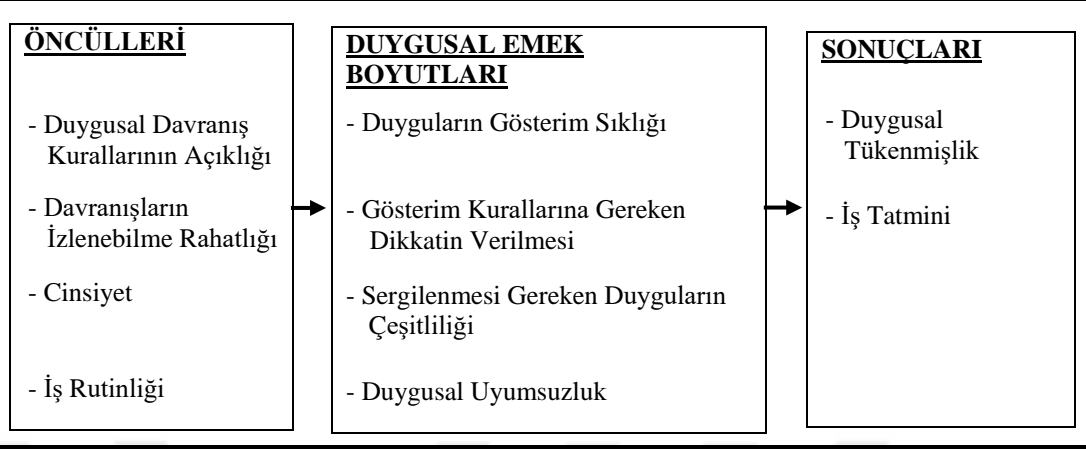 ÖNCÜLLERİ
- Duygusal Davranış
Kurallarının Açıklığı
- Davranışların
İzlenebilme Rahatlığı
- Cinsiyet
- İş Rutinliği
DUYGUSAL EMEK
BOYUTLARI
- Duyguların Gösterim Sıklığı
- Gösterim Kurallarına Gereken
Dikkatin Verilmesi
- Sergilenmesi Gereken Duyguların
Çeşitliliği
- Duygusal Uyumsuzluk
SONUÇLARI
- Duygusal
Tükenmişlik
- İş Tatmini